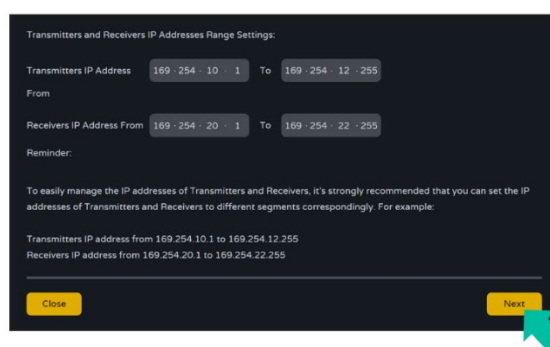 Transmitters and Receivers IP Addresses Range Settings:
Transmitters IP Address From 169 · 254 · 10 · 1 To 169 · 254 · 12 · 255
Receivers IP Address From 169 · 254 · 20 · 1 To 169 · 254 · 22 · 255
Reminder:
To easily manage the IP addresses of Transmitters and Receivers, it's strongly recommended that you can set the IP
addresses of Transmitters and Receivers to different segments correspondingly. For example:
Transmitters IP address from 169.254.10.1 to 169.254.12.255
Receivers IP address from 169.254.20.1 to 169.254.22.255
Close Next